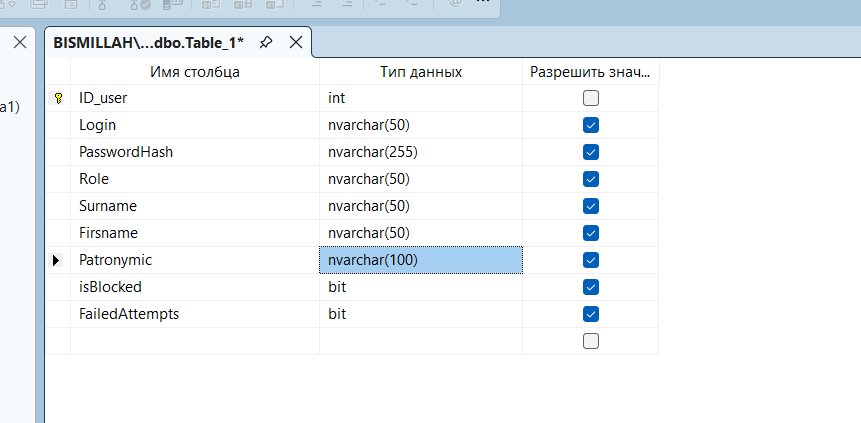 BISMILLAH\...dbo.Table_1*
a1)
Имя столбца Тип данных Разрешить знач...
ID_user int
Login nvarchar(50)
PasswordHash nvarchar(255)
Role nvarchar(50)
Surname nvarchar(50)
Firsname nvarchar(50)
Patronymic nvarchar(100)
isBlocked bit
FailedAttempts bit